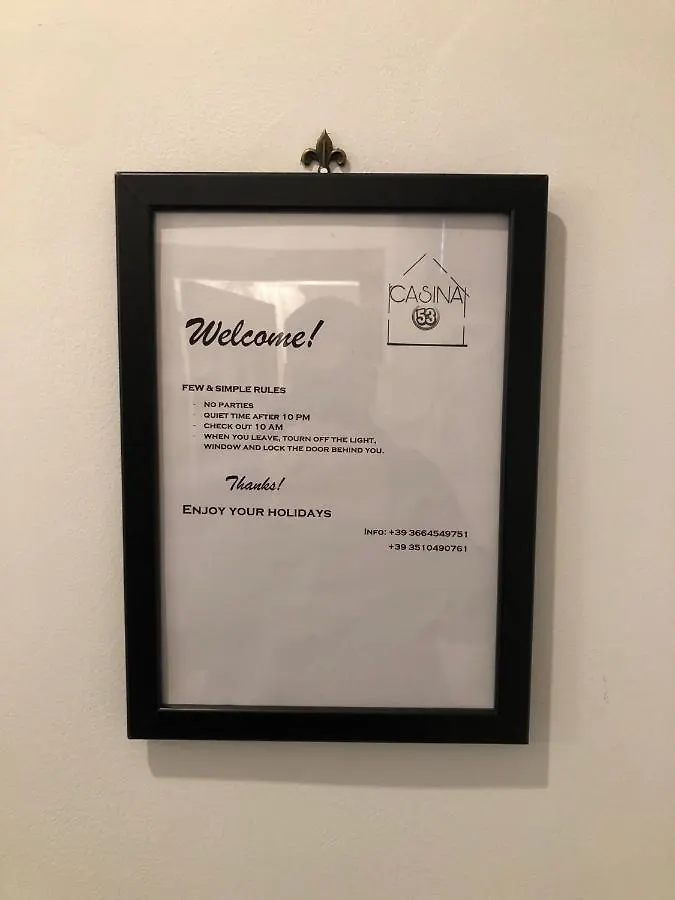 CASINA
53
Welcome!
FEW & SIMPLE RULES
- NO PARTIES
- QUIET TIME AFTER 10 PM
- CHECK OUT 10 AM
- WHEN YOU LEAVE, TOURN OFF THE LIGHT,
WINDOW AND LOCK THE DOOR BEHIND YOU.
Thanks!
ENJOY YOUR HOLIDAYS
INFO: +39 3664549751
+39 3510490761